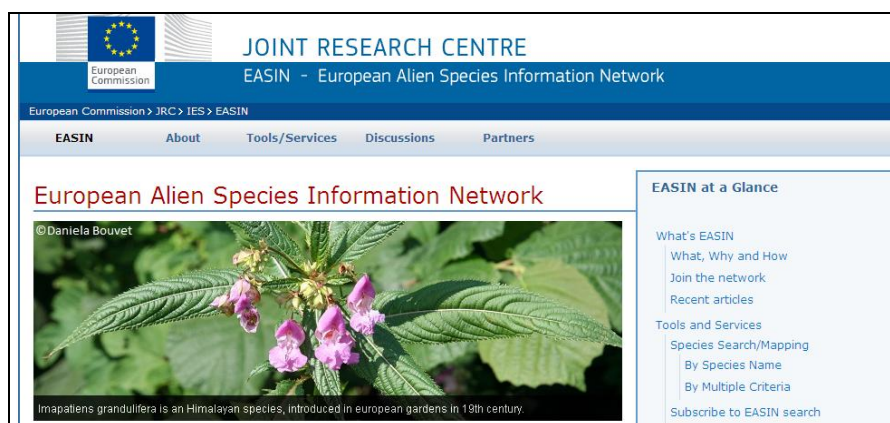 European
Commission
JOINT RESEARCH CENTRE
EASIN - European Alien Species Information Network
European Commission > JRC > IES > EASIN
EASIN About Tools/Services Discussions Partners
European Alien Species Information Network
©Daniela Bouvet
Imapatiens grandulifera is an Himalayan species, introduced in european gardens in 19th century.
EASIN at a Glance
What's EASIN
What, Why and How
Join the network
Recent articles
Tools and Services
Species Search/Mapping
By Species Name
By Multiple Criteria
Subscribe to EASIN search